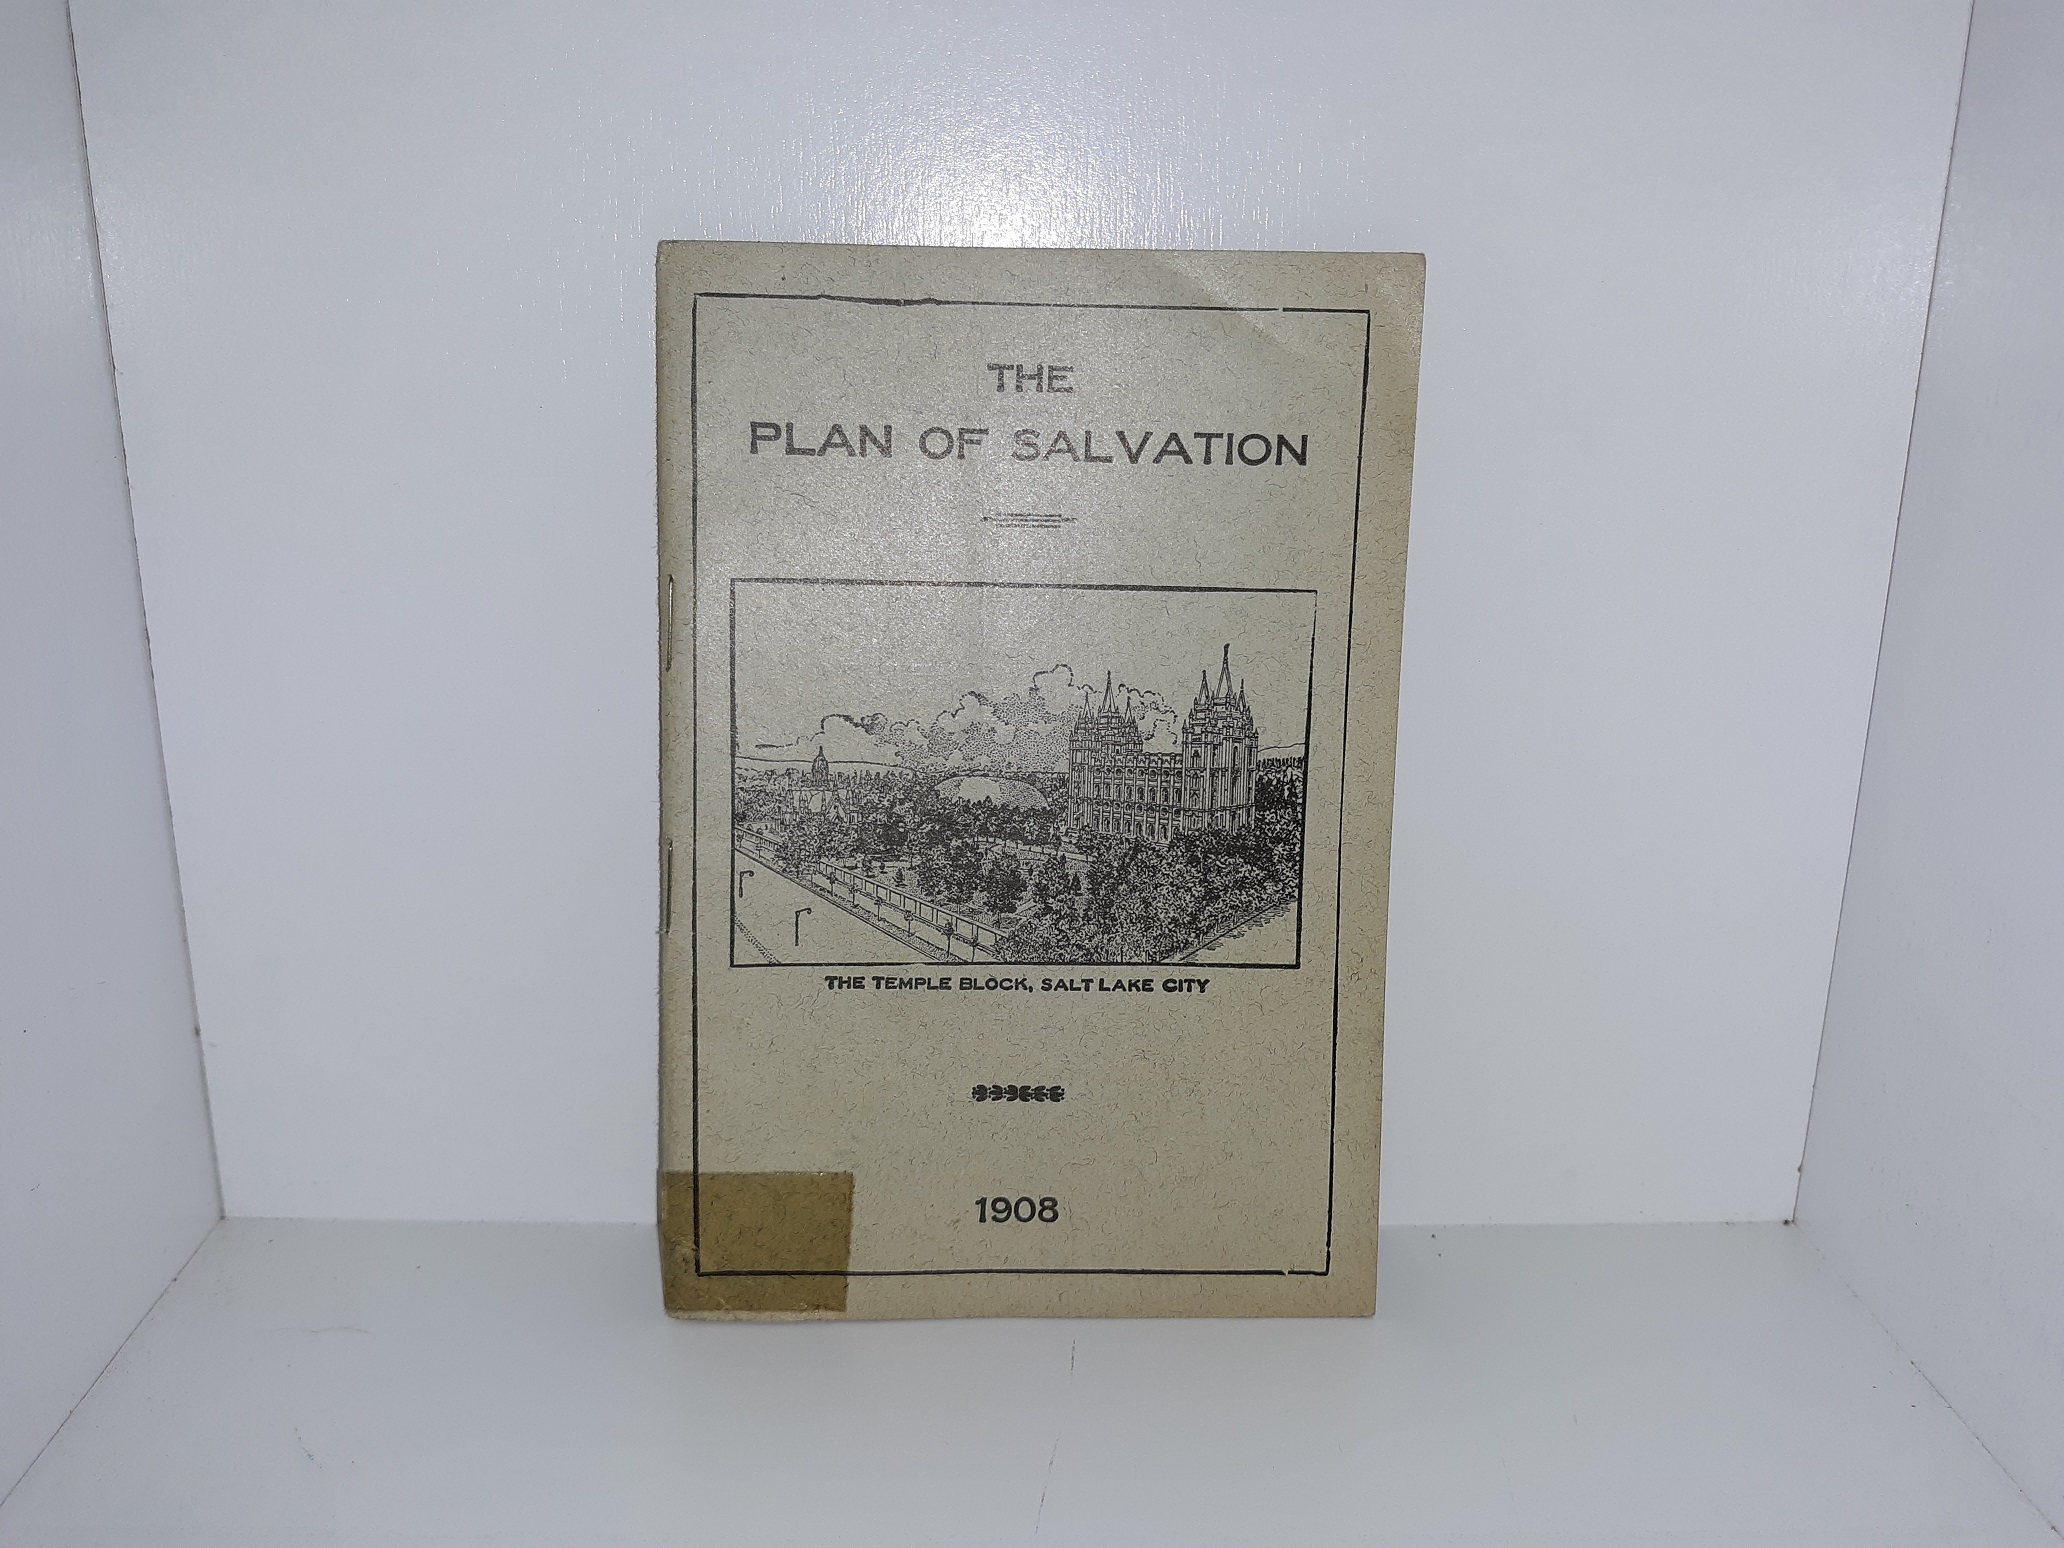 THE
PLAN OF SALVATION
THE TEMPLE BLOCK, SALT LAKE CITY
1908